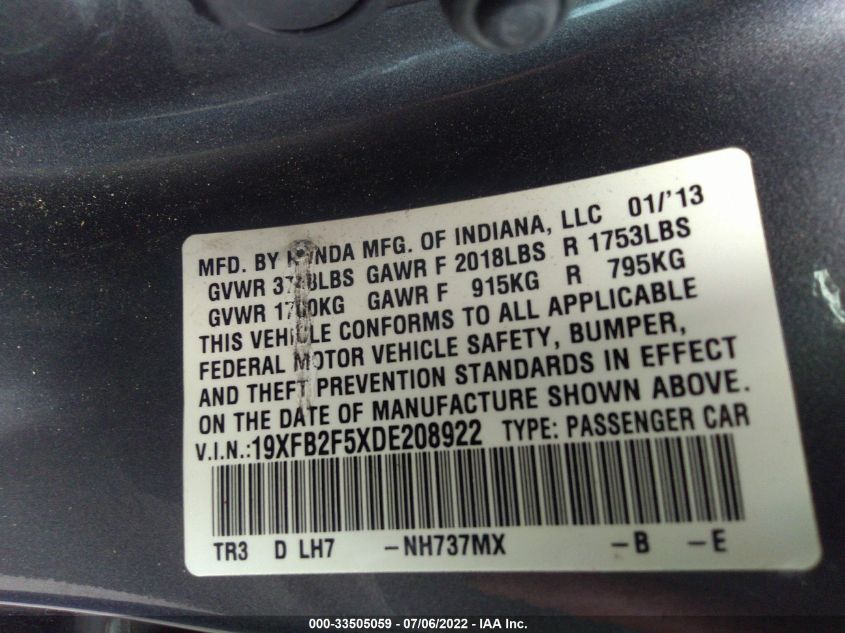 MFD. BY MFG. OF INDIANA, LLC 01/'13
GVWR GAWR F 2018LBS R 1753LBS
GVWR GAWR F 915KG R 795KG
THIS VEHICLE CONFORMS TO ALL APPLICABLE
FEDERAL MOTOR VEHICLE SAFETY, BUMPER,
AND THEFT PREVENTION STANDARDS IN EFFECT
ON THE DATE OF MANUFACTURE SHOWN ABOVE.
V.I.N.:19XFB2F5XDE208922 TYPE: PASSENGER CAR
TR3 D LH7 -NH737MX -B -E
000-33505059 - 07/06/2022 - IAA Inc.